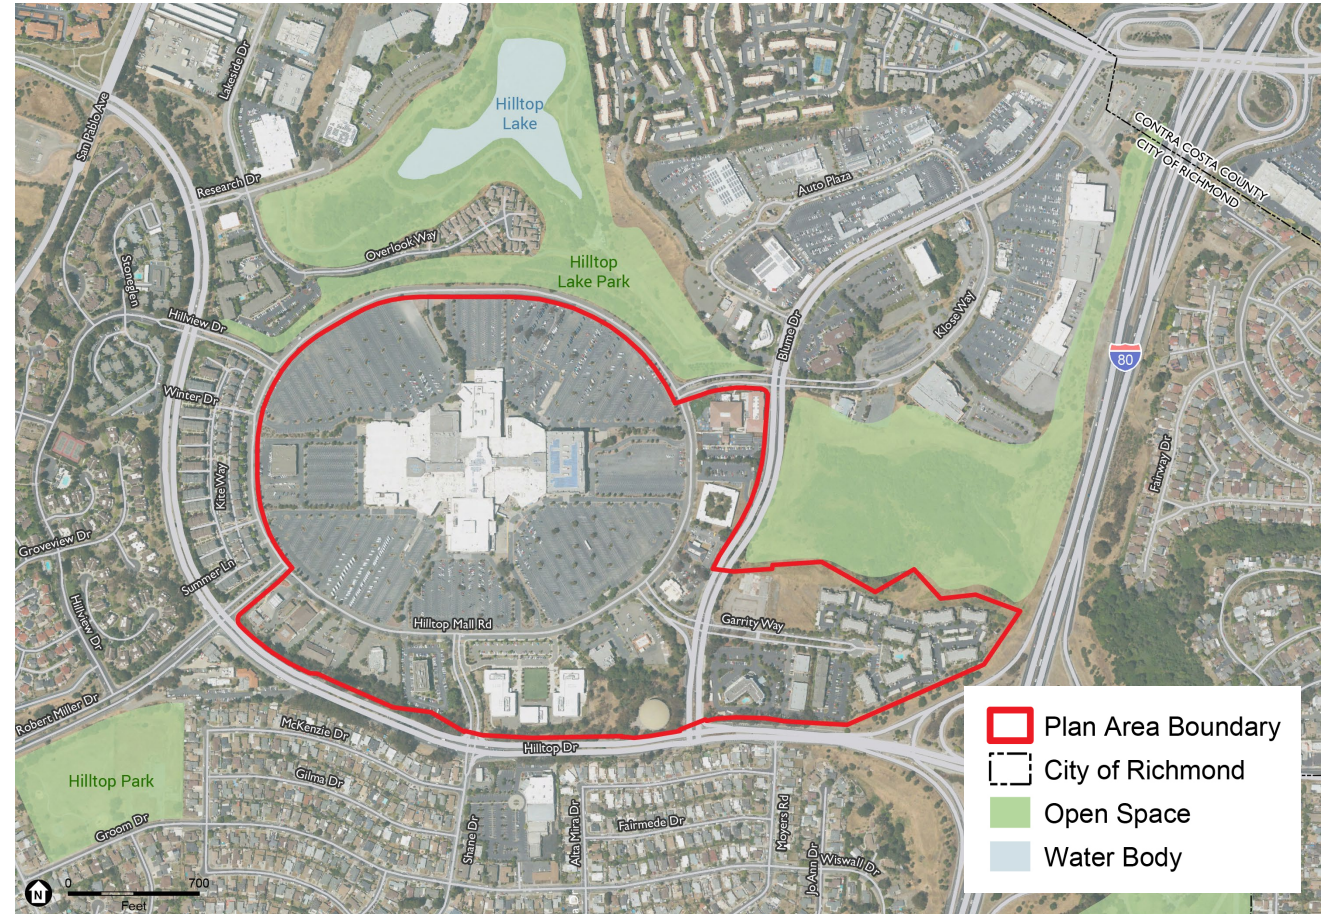 San Pablo Ave
Lakeside Dr
Hilltop
Lake
Research Dr
Overlook Way
Stoneglen
Hilltop
Lake Park
Hillview Dr
Auto Plaza
CONTRA COSTA COUNTY
CITY OF RICHMOND
Blume Dr
Klose Way
80
Winter Dr
Kite Way
Fairway Dr
Groveview Dr
Summer Ln
Hillview Dr
Hilltop Mall Rd
Garrity Way
Robert Miller Dr
McKenzie Dr
Hilltop Dr
Hilltop Park
Gilma Dr
Groom Dr
Shane Dr
Alta Mira Dr
Fairmede Dr
Moyers Rd
Jo Ann Dr
Wiswall Dr
Plan Area Boundary
City of Richmond
Open Space
Water Body
N
0 700
Feet